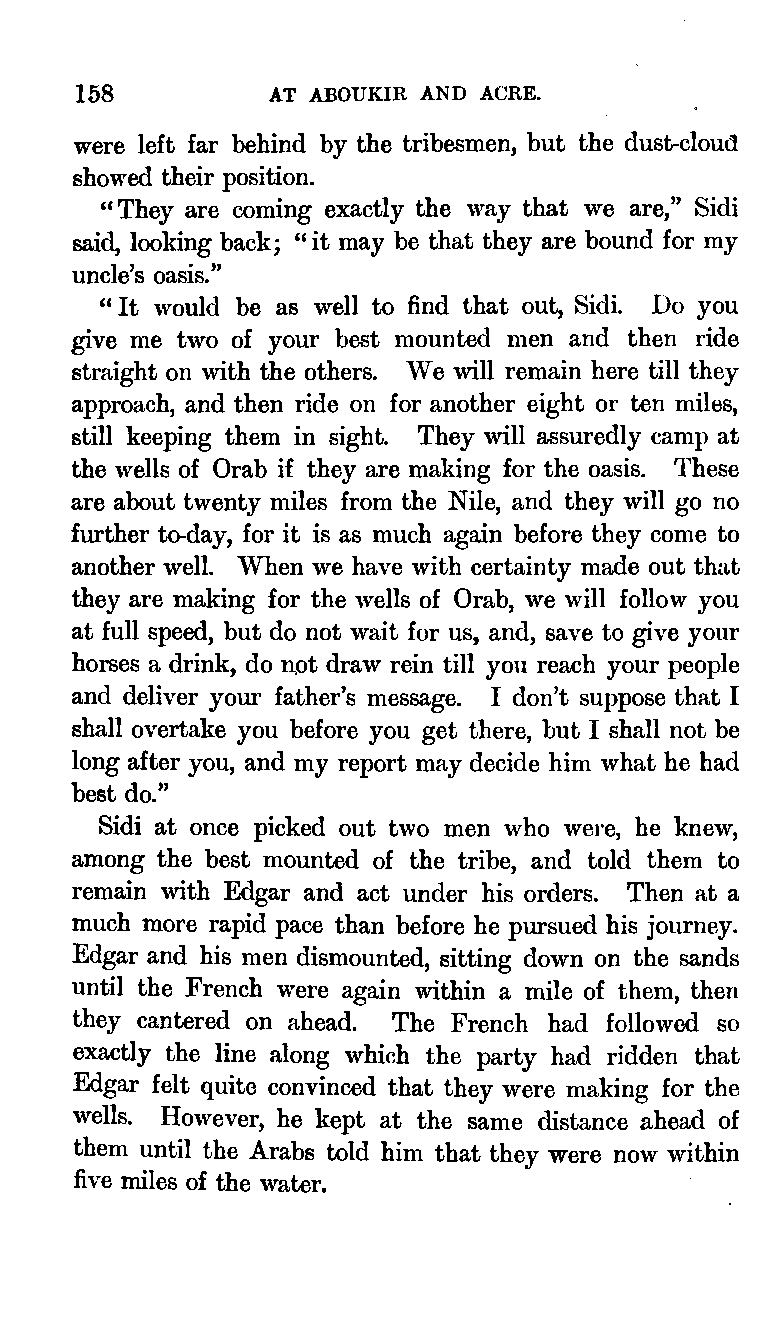 158 AT ABOUKIR AND ACRE.
were left far behind by the tribesmen, but the dust-cloud
showed their position.
“They are coming exactly the way that we are,” Sidi
said, looking back; “it may be that they are bound for my
uncle’s oasis.”
“It would be as well to find that out, Sidi. Do you
give me two of your best mounted men and then ride
straight on with the others. We will remain here till they
approach, and then ride on for another eight or ten miles,
still keeping them in sight. They will assuredly camp at
the wells of Orab if they are making for the oasis. These
are about twenty miles from the Nile, and they will go no
further to-day, for it is as much again before they come to
another well. When we have with certainty made out that
they are making for the wells of Orab, we will follow you
at full speed, but do not wait for us, and, save to give your
horses a drink, do not draw rein till you reach your people
and deliver your father’s message. I don’t suppose that I
shall overtake you before you get there, but I shall not be
long after you, and my report may decide him what he had
best do.”
Sidi at once picked out two men who were, he knew,
among the best mounted of the tribe, and told them to
remain with Edgar and act under his orders. Then at a
much more rapid pace than before he pursued his journey.
Edgar and his men dismounted, sitting down on the sands
until the French were again within a mile of them, then
they cantered on ahead. The French had followed so
exactly the line along which the party had ridden that
Edgar felt quite convinced that they were making for the
wells. However, he kept at the same distance ahead of
them until the Arabs told him that they were now within
five miles of the water.